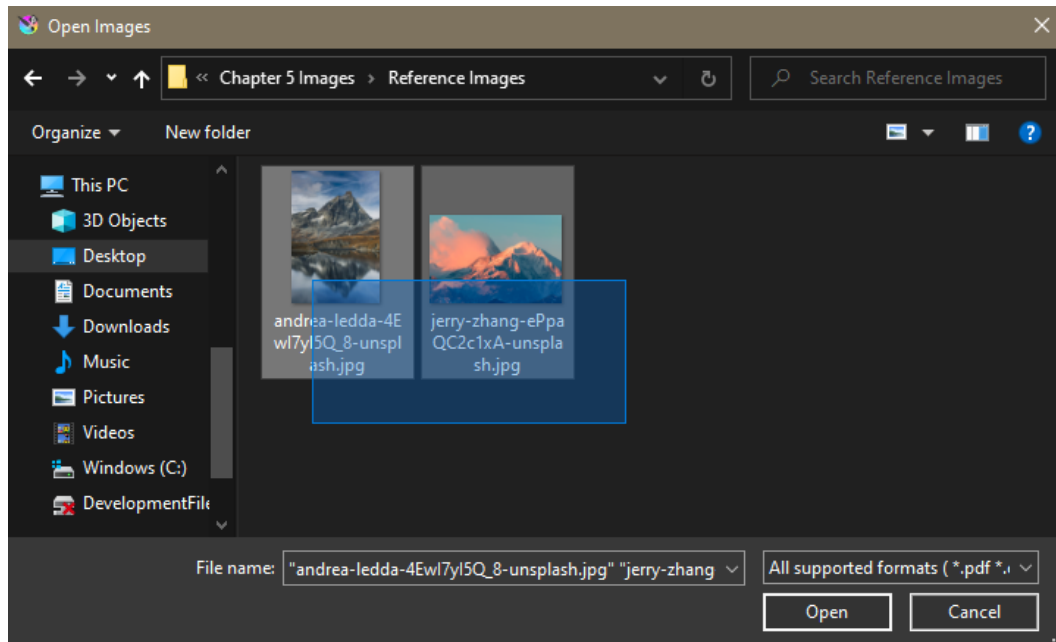 Open Images
« Chapter 5 Images › Reference Images
Search Reference Images
Organize
New folder
This PC
3D Objects
Desktop
Documents
Downloads
Music
Pictures
Videos
Windows (C:)
DevelopmentFile
andrea-ledda-4E
wl7yl5Q_8-unspl
ash.jpg
jerry-zhang-ePpa
QC2c1xA-unspla
sh.jpg
File name:
"andrea-ledda-4Ewl7yl5Q_8-unsplash.jpg" "jerry-zhang
All supported formats ( *.pdf *.
Open
Cancel